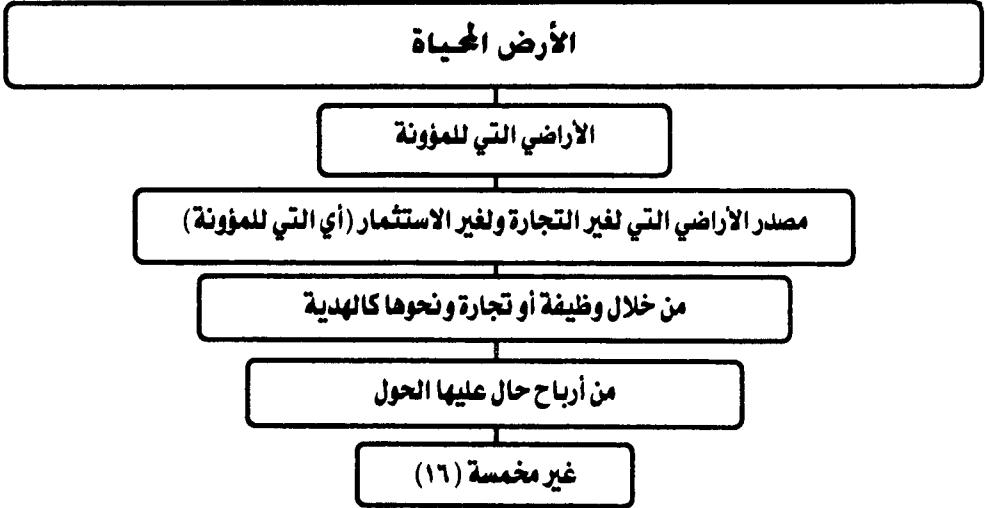 الأرض المحياة
الأراضي التي للمؤونة
مصدر الأراضي التي لغير التجارة ولغير الاستثمار (أي التي للمؤونة)
من خلال وظيفة أو تجارة ونحوها كالهدية
من أرباح حال عليها الحول
غير مخمسة (١٦)